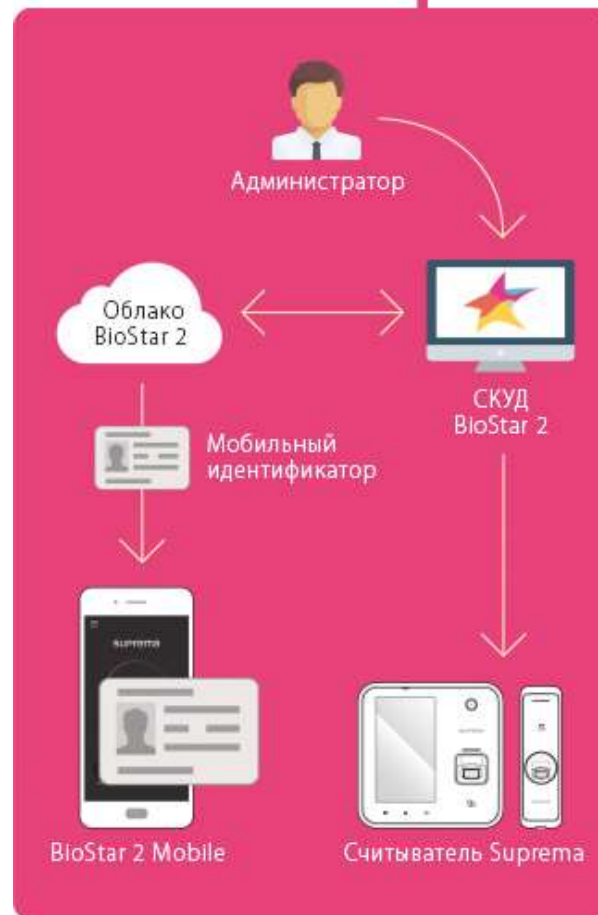 Администратор
Облако
BioStar 2
СКУД
BioStar 2
Мобильный
идентификатор
suprema
BioStar 2 Mobile
Считыватель Suprema